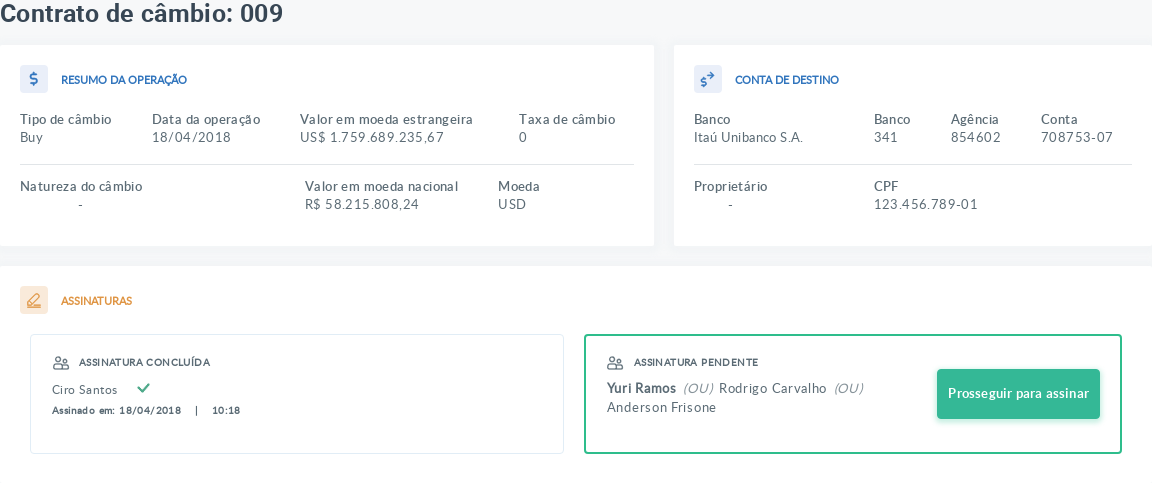 Contrato de câmbio: 009
RESUMO DA OPERAÇÃO
Tipo de câmbio Data da operação Valor em moeda estrangeira Taxa de câmbio
Buy 18/04/2018 US$ 1.759.689.235,67 0
Natureza do câmbio Valor em moeda nacional Moeda
- R$ 58.215.808,24 USD
CONTA DE DESTINO
Banco Banco Agência Conta
Itaú Unibanco S.A. 341 854602 708753-07
Proprietário CPF
- 123.456.789-01
ASSINATURAS
ASSINATURA CONCLUÍDA
Ciro Santos
Assinado em: 18/04/2018 | 10:18
ASSINATURA PENDENTE
Yuri Ramos (OU) Rodrigo Carvalho (OU)
Anderson Frisone
Prosseguir para assinar